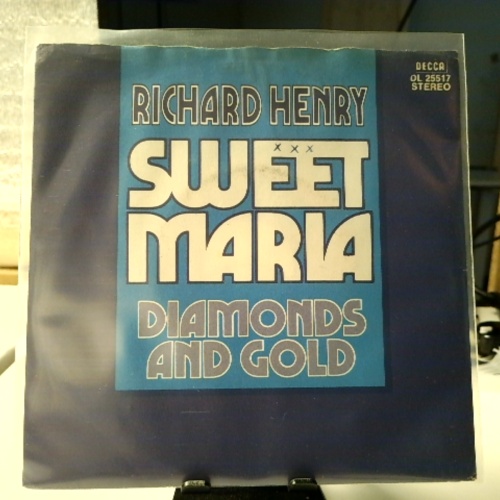 DECCA
DL 25517
STEREO
RICHARD HENRY
x x x
SWEET
MARIA
DIAMONDS
AND GOLD